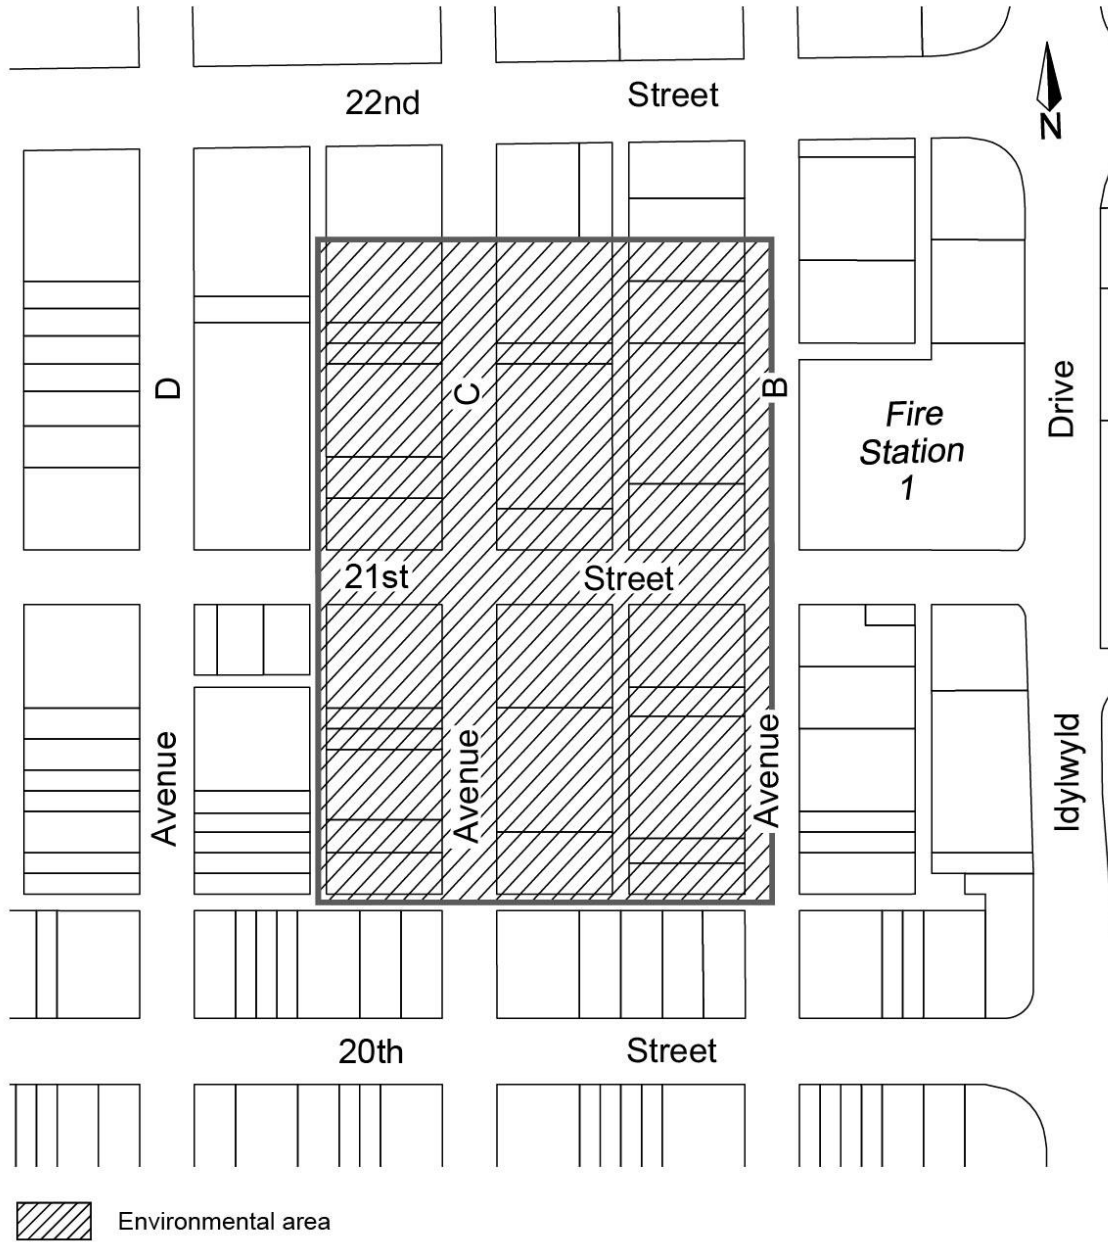 22nd Street
N
D
C
B
Fire
Station
1
Drive
21st Street
Avenue
Avenue
Avenue
Idylwyld
20th Street
Environmental area